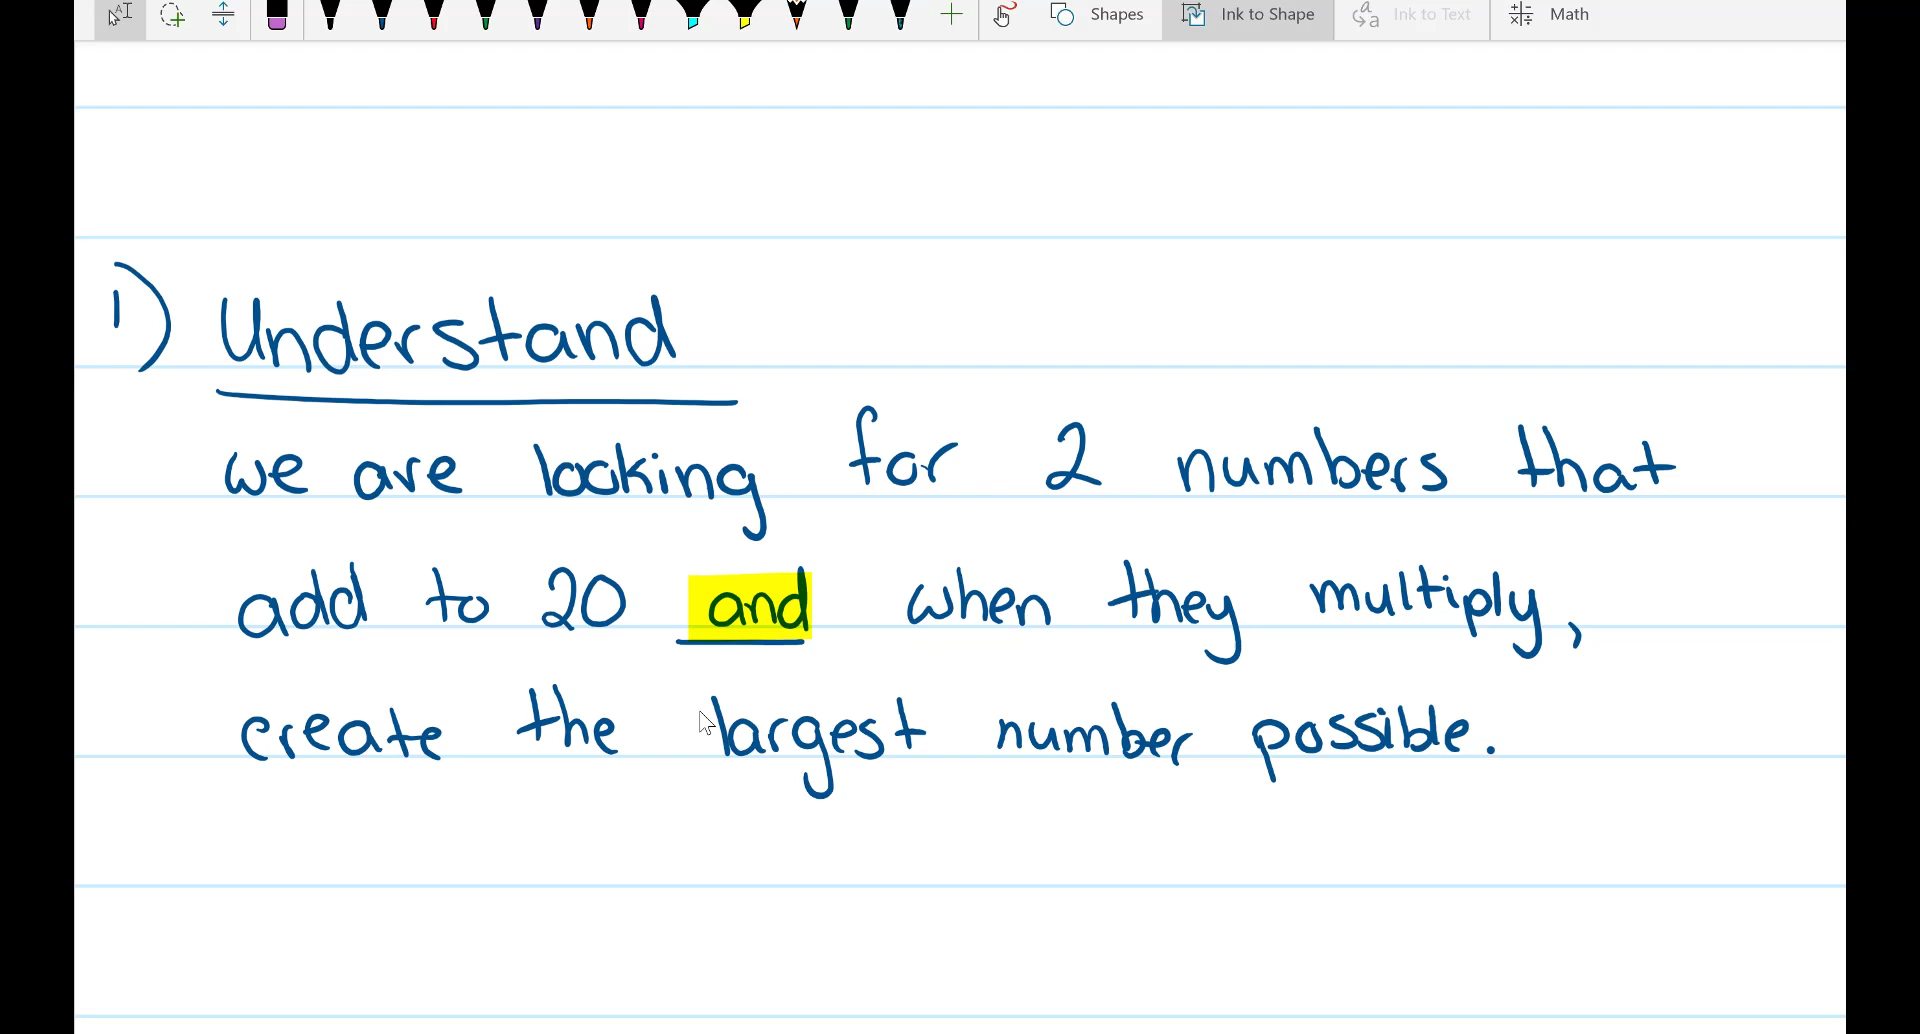 Shapes Ink to Shape Ink to Text Math
1) Understand
we are looking for 2 numbers that
add to 20 and when they multiply,
create the largest number possible.